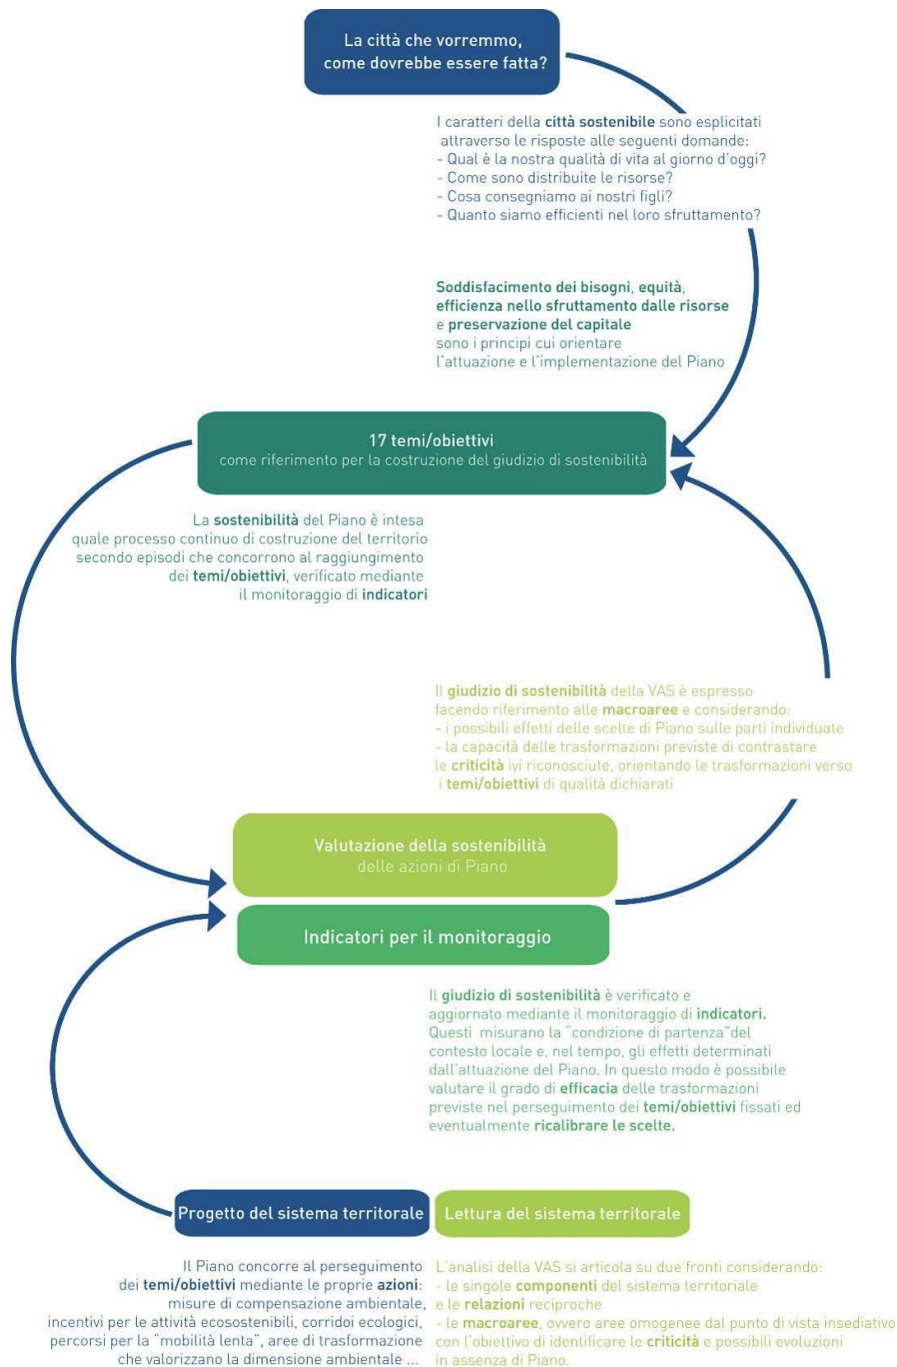 La città che vorremmo,
come dovrebbe essere fatta?
I caratteri della città sostenibile sono esplicitati
attraverso le risposte alle seguenti domande:
- Qual è la nostra qualità di vita al giorno d'oggi?
- Come sono distribuite le risorse?
- Cosa consegniamo ai nostri figli?
- Quanto siamo efficienti nel loro sfruttamento?
Soddisfacimento dei bisogni, equità,
efficienza nello sfruttamento dalle risorse
e preservazione del capitale
sono i principi cui orientare
l'attuazione e l'implementazione del Piano
17 temi/obiettivi
come riferimento per la costruzione del giudizio di sostenibilità
La sostenibilità del Piano è intesa
quale processo continuo di costruzione del territorio
secondo episodi che concorrono al raggiungimento
dei temi/obiettivi, verificato mediante
il monitoraggio di indicatori
Il giudizio di sostenibilità della VAS è espresso
facendo riferimento alle macroaree e considerando:
- i possibili effetti delle scelte di Piano sulle parti individuate
- la capacità delle trasformazioni previste di contrastare
le criticità ivi riconosciute, orientando le trasformazioni verso
i temi/obiettivi di qualità dichiarati
Valutazione della sostenibilità
delle azioni di Piano
Indicatori per il monitoraggio
Il giudizio di sostenibilità è verificato e
aggiornato mediante il monitoraggio di indicatori.
Questi misurano la "condizione di partenza"del
contesto locale e, nel tempo, gli effetti determinati
dall'attuazione del Piano. In questo modo è possibile
valutare il grado di efficacia delle trasformazioni
previste nel perseguimento dei temi/obiettivi fissati ed
eventualmente ricalibrare le scelte.
Progetto del sistema territorale
Il Piano concorre al perseguimento
dei temi/obiettivi mediante le proprie azioni:
misure di compensazione ambientale,
incentivi per le attività ecosostenibili, corridoi ecologici,
percorsi per la "mobilità lenta", aree di trasformazione
che valorizzano la dimensione ambientale ...
Lettura del sistema territorale
L'analisi della VAS si articola su due fronti considerando:
- le singole componenti del sistema territoriale
e le relazioni reciproche
- le macroaree, ovvero aree omogenee dal punto di vista insediativo
con l'obiettivo di identificare le criticità e possibili evoluzioni
in assenza di Piano.